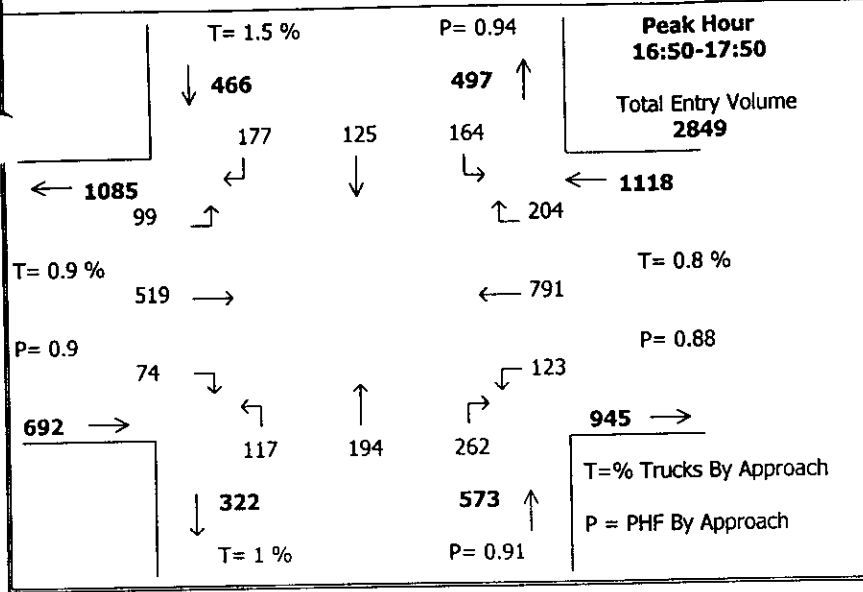 T= 1.5 %
P= 0.94
Peak Hour
16:50-17:50
466
497
Total Entry Volume
2849
177
125
164
1085
1118
99
204
T= 0.9 %
T= 0.8 %
519
791
P= 0.9
P= 0.88
74
123
692
945
117
194
262
T=% Trucks By Approach
322
573
P = PHF By Approach
T= 1 %
P= 0.91